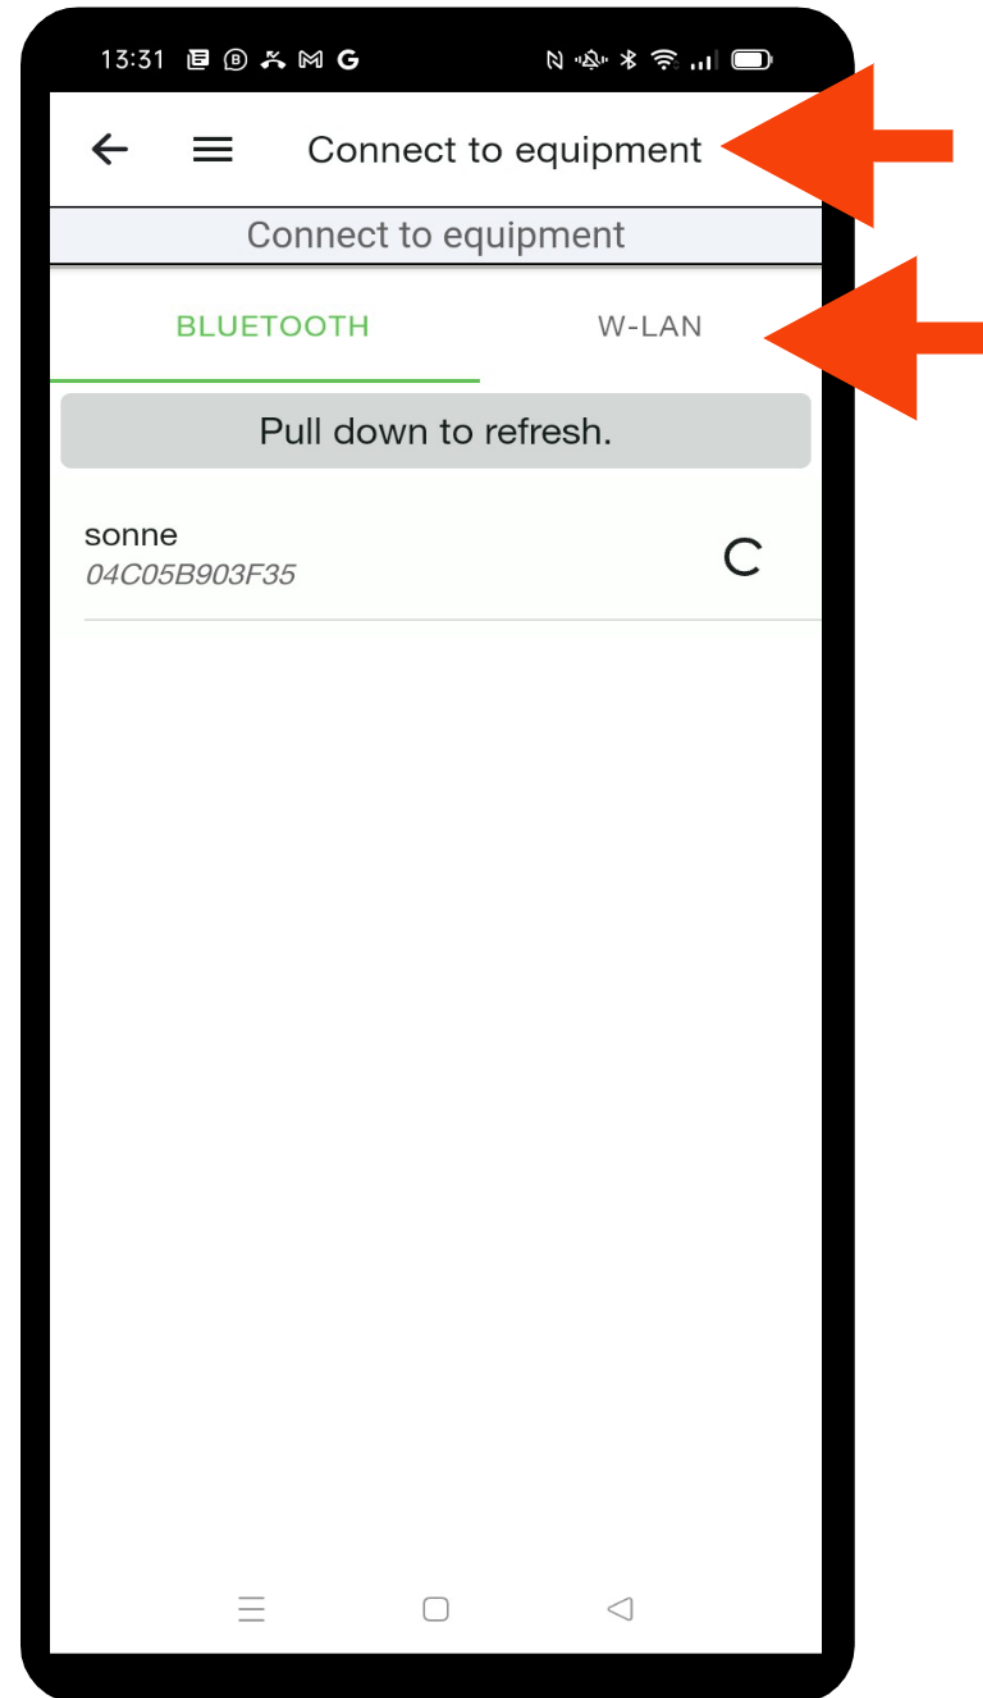 13:31
Connect to equipment
Connect to equipment
BLUETOOTH W-LAN
Pull down to refresh.
sonne
04C05B903F35